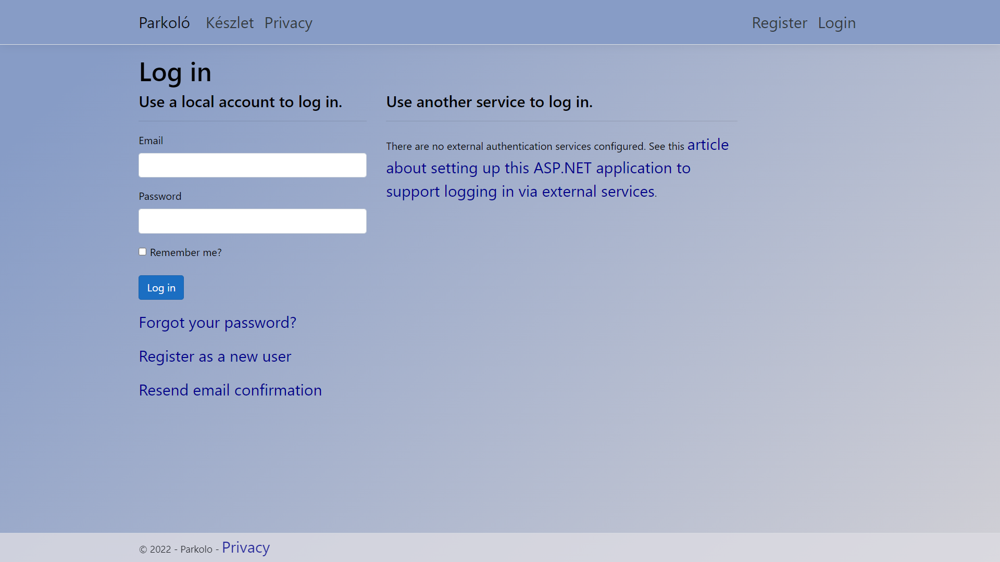 Parkoló Készlet Privacy Register Login
Log in
Use a local account to log in.
Email
Password
Remember me?
Log in
Forgot your password?
Register as a new user
Resend email confirmation
Use another service to log in.
There are no external authentication services configured. See this article
about setting up this ASP.NET application to
support logging in via external services.
© 2022 - Parkolo - Privacy